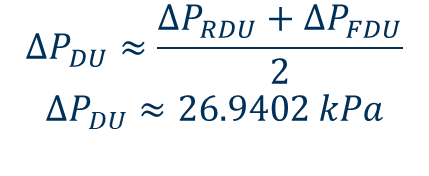 ΔP_DU ≈ (ΔP_RDU + ΔP_FDU) / 2
ΔP_DU ≈ 26.9402 kPa